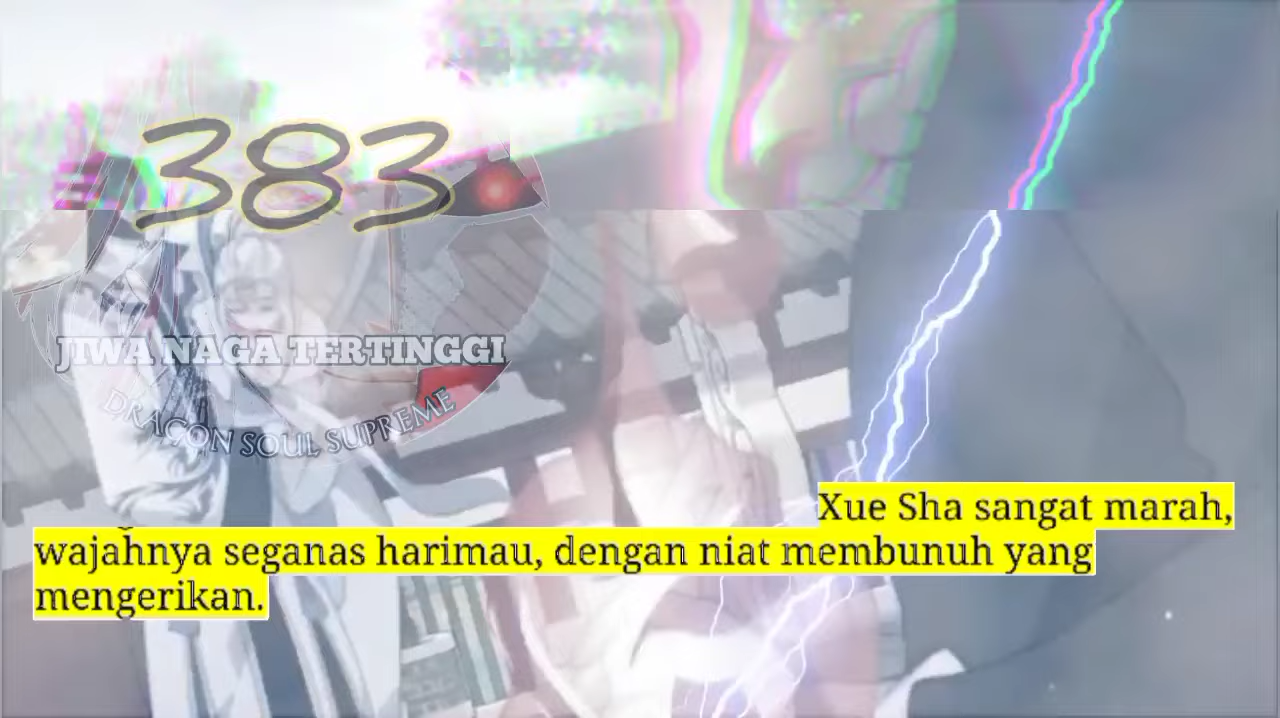 383
JIWA NAGA TERTINGGI
DRAGON SOUL SUPREME
Xue Sha sangat marah,
wajahnya seganas harimau, dengan niat membunuh yang
mengerikan.